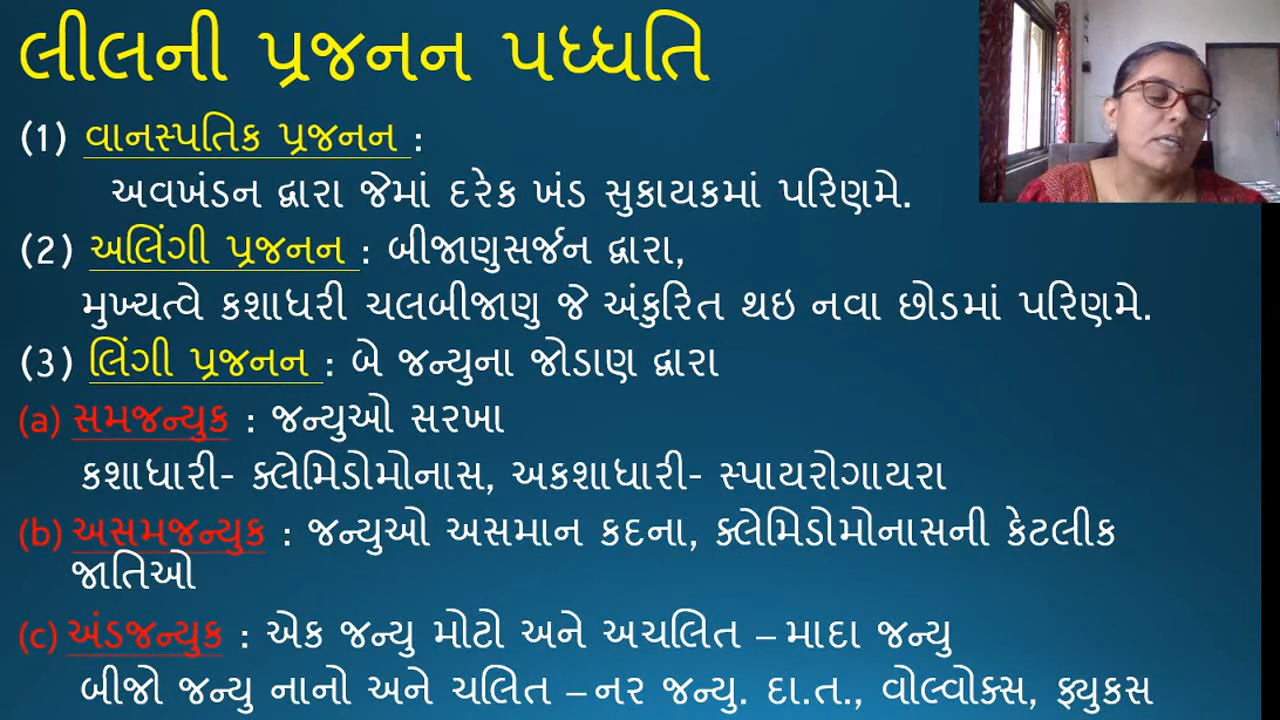 લીલની પ્રજનન પધ્ધતિ
(1) વાનસ્પતિક પ્રજનન :
અવખંડન દ્વારા જેમાં દરેક ખંડ સુકાયકમાં પરિણમે.
(2) અલિંગી પ્રજનન : બીજાણુસર્જન દ્વારા,
મુખ્યત્વે કશાધરી ચલબીજાણુ જે અંકુરિત થઇ નવા છોડમાં પરિણમે.
(3) લિંગી પ્રજનન : બે જન્યુના જોડાણ દ્વારા
(a) સમજન્યુક : જન્યુઓ સરખા
કશાધારી- ક્લેમિડોમોનાસ, અકશાધારી- સ્પાયરોગાયરા
(b) અસમજન્યુક : જન્યુઓ અસમાન કદના, ક્લેમિડોમોનાસની કેટલીક
જાતિઓ
(c) અંડજન્યુક : એક જન્યુ મોટો અને અચલિત – માદા જન્યુ
બીજો જન્યુ નાનો અને ચલિત – નર જન્યુ. દા.ત., વોલ્વોક્સ, ફ્યુકસ